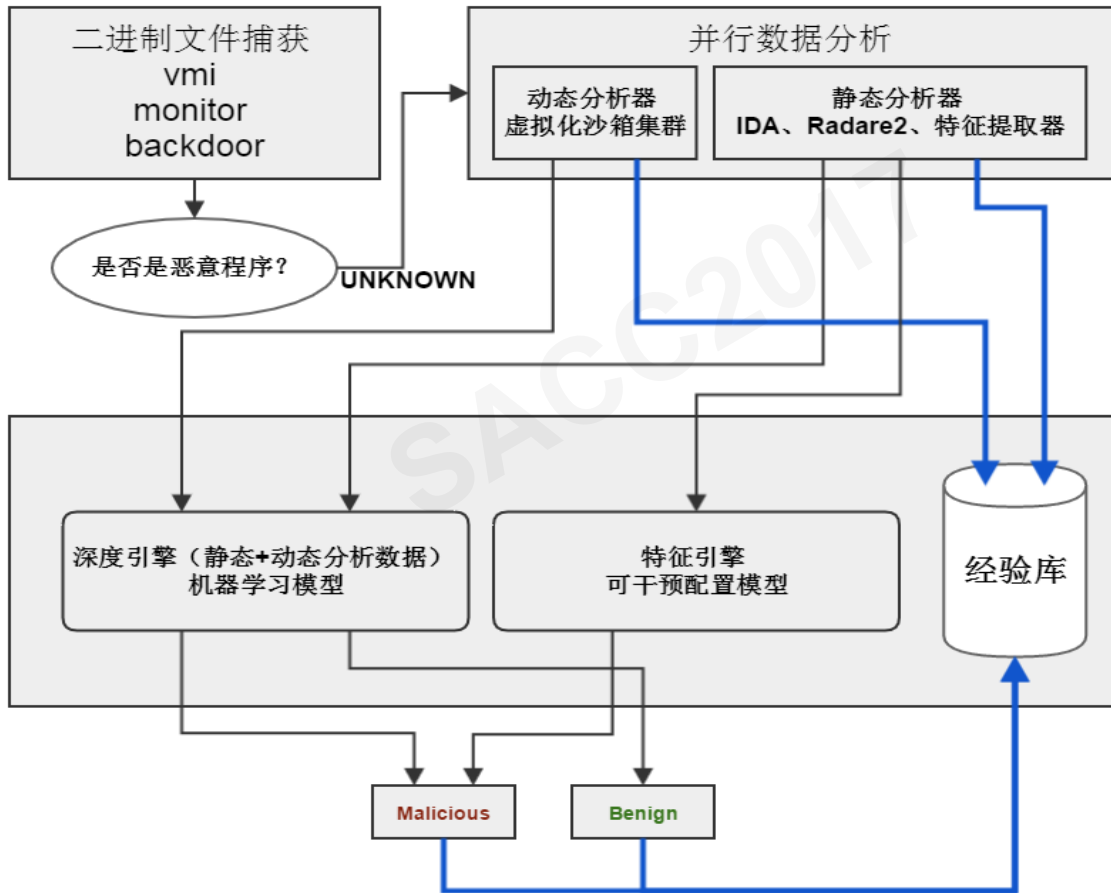 二进制文件捕获
vmi
monitor
backdoor
是否是恶意程序？
UNKNOWN
并行数据分析
动态分析器
虚拟化沙箱集群
静态分析器
IDA、Radare2、特征提取器
SACC2017
深度引擎（静态+动态分析数据）
机器学习模型
特征引擎
可干预配置模型
经验库
Malicious
Benign